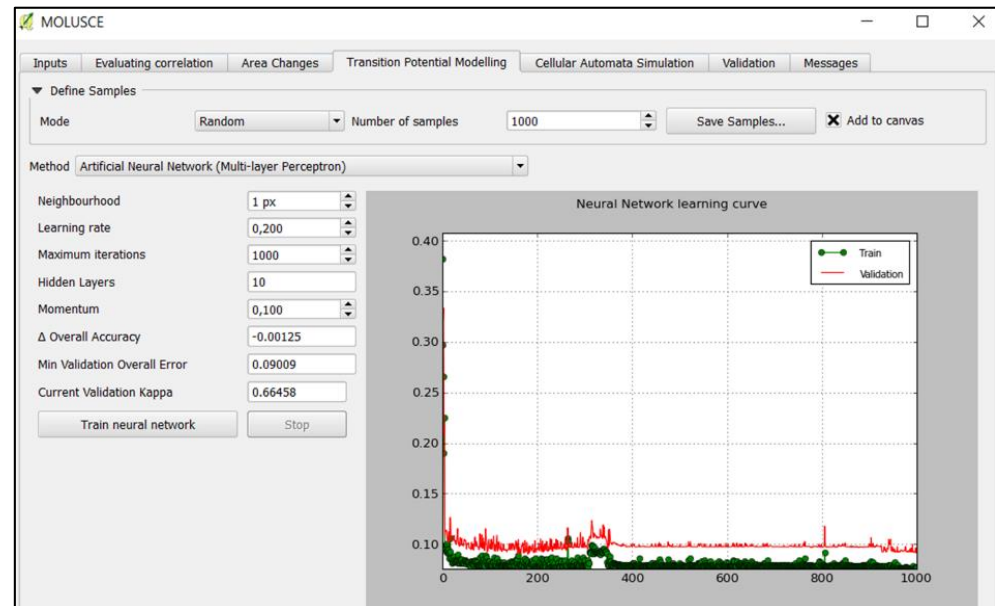 MOLUSCE
Inputs Evaluating correlation Area Changes Transition Potential Modelling Cellular Automata Simulation Validation Messages
Define Samples
Mode Random Number of samples 1000 Save Samples... Add to canvas
Method Artificial Neural Network (Multi-layer Perceptron)
Neighbourhood 1 px
Learning rate 0,200
Maximum iterations 1000
Hidden Layers 10
Momentum 0,100
Δ Overall Accuracy -0.00125
Min Validation Overall Error 0.09009
Current Validation Kappa 0.66458
Train neural network Stop
Neural Network learning curve
Train
Validation
0.40
0.35
0.30
0.25
0.20
0.15
0.10
0 200 400 600 800 1000